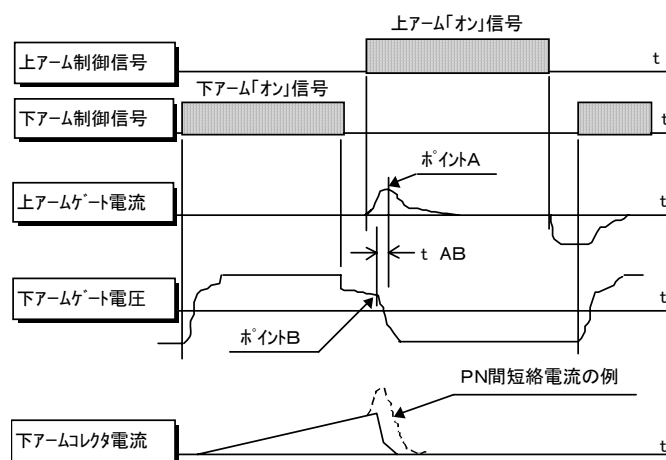 上アーム「オン」信号
上アーム制御信号
t
下アーム「オン」信号
下アーム制御信号
t
ポイントA
上アームゲート電流
t
t AB
下アームゲート電圧
t
ポイントB
PN間短絡電流の例
下アームコレクタ電流
t